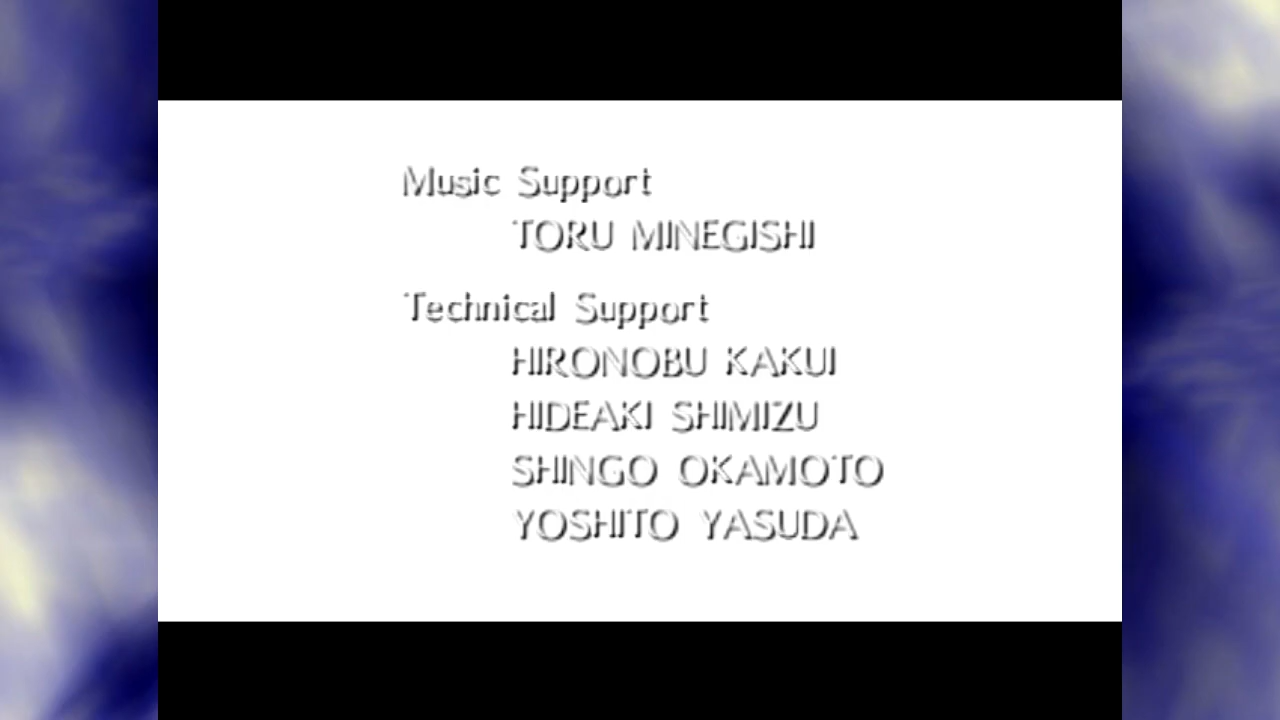 Music Support
TORU MINEGISHI
Technical Support
HIRONOBU KAKUI
HIDEAKI SHIMIZU
SHINGO OKAMOTO
YOSHITO YASUDA